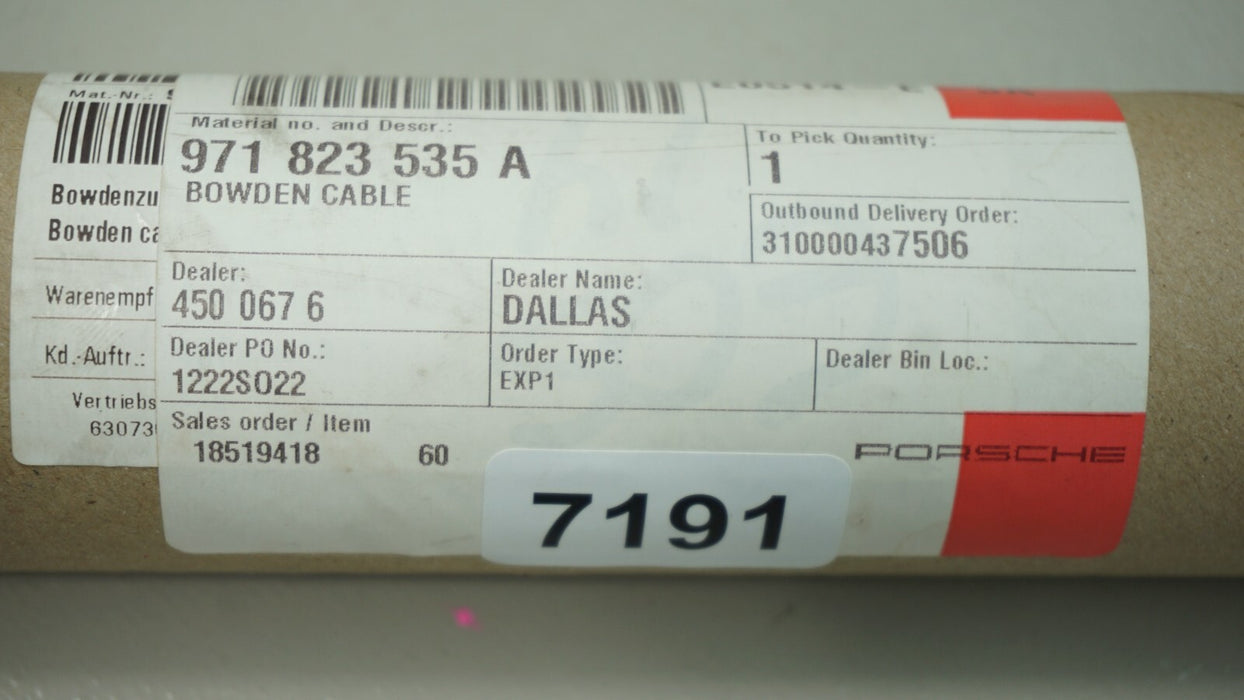 Mat.-Nr.:
Bowdenzu
Bowden ca
Warenempf
Kd.-Auftr.:
Vertriebs
63073
Material no. and Descr.:
971 823 535 A
BOWDEN CABLE
To Pick Quantity:
1
Outbound Delivery Order:
310000437506
Dealer:
450 067 6
Dealer Name:
DALLAS
Dealer PO No.:
1222SO22
Order Type:
EXP1
Dealer Bin Loc.:
Sales order / Item
18519418 60
PORSCHE
7191